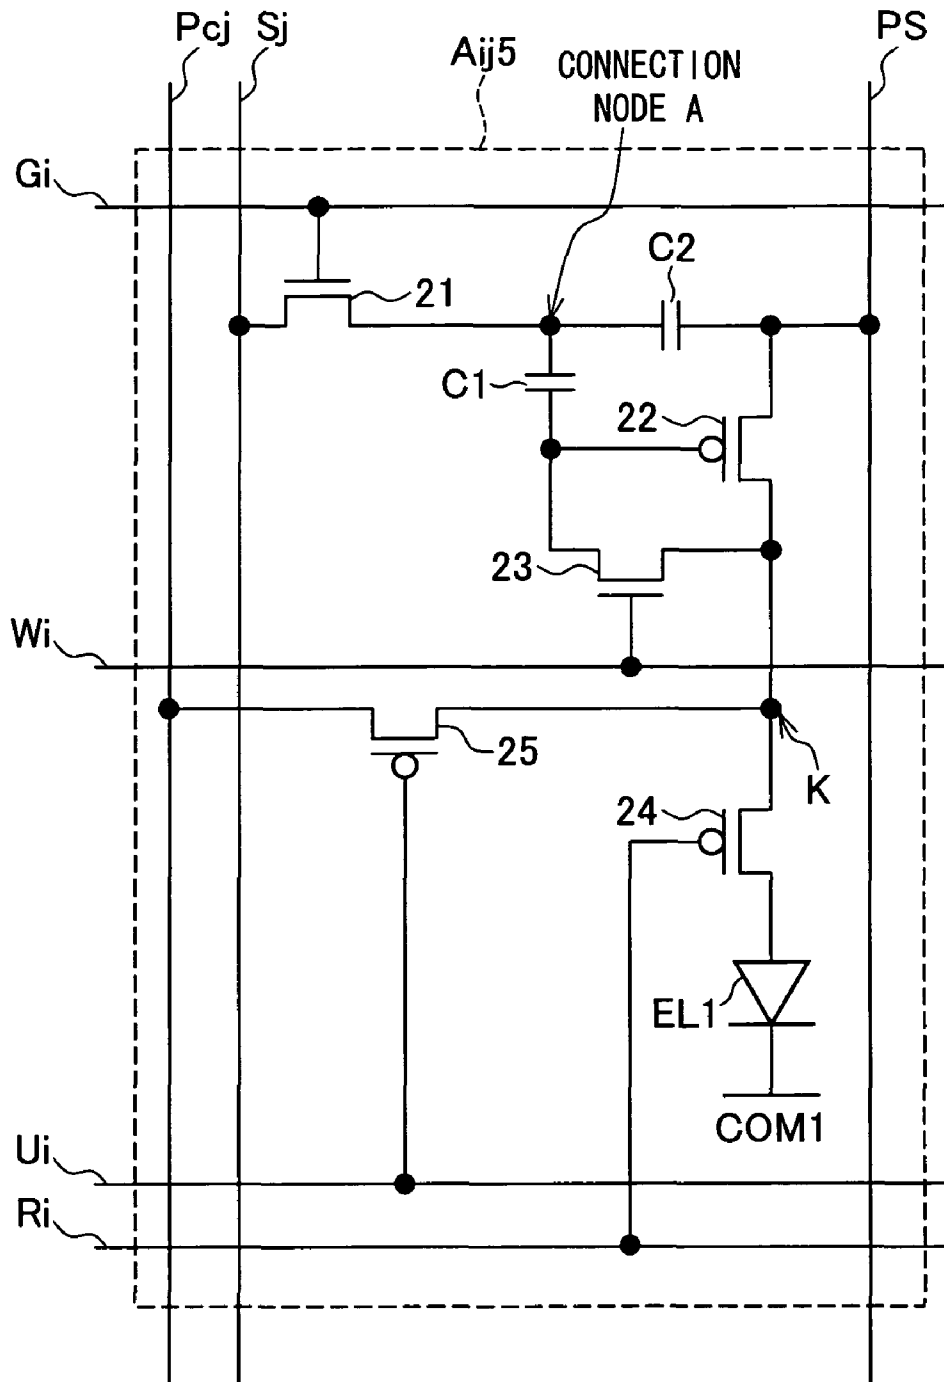 Pcj
Sj
PS
Aij5
CONNECTION
NODE A
Gi
C2
21
C1
22
23
Wi
25
K
24
EL1
COM1
Ui
Ri